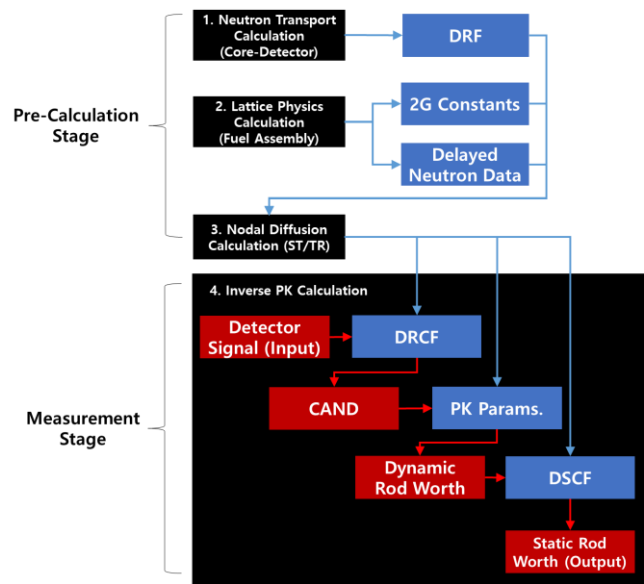 1. Neutron Transport
Calculation
(Core-Detector)
DRF
Pre-Calculation
Stage
2. Lattice Physics
Calculation
(Fuel Assembly)
2G Constants
Delayed
Neutron Data
3. Nodal Diffusion
Calculation (ST/TR)
4. Inverse PK Calculation
Detector
Signal (Input)
DRCF
Measurement
Stage
CAND
PK Params.
Dynamic
Rod Worth
DSCF
Static Rod
Worth (Output)